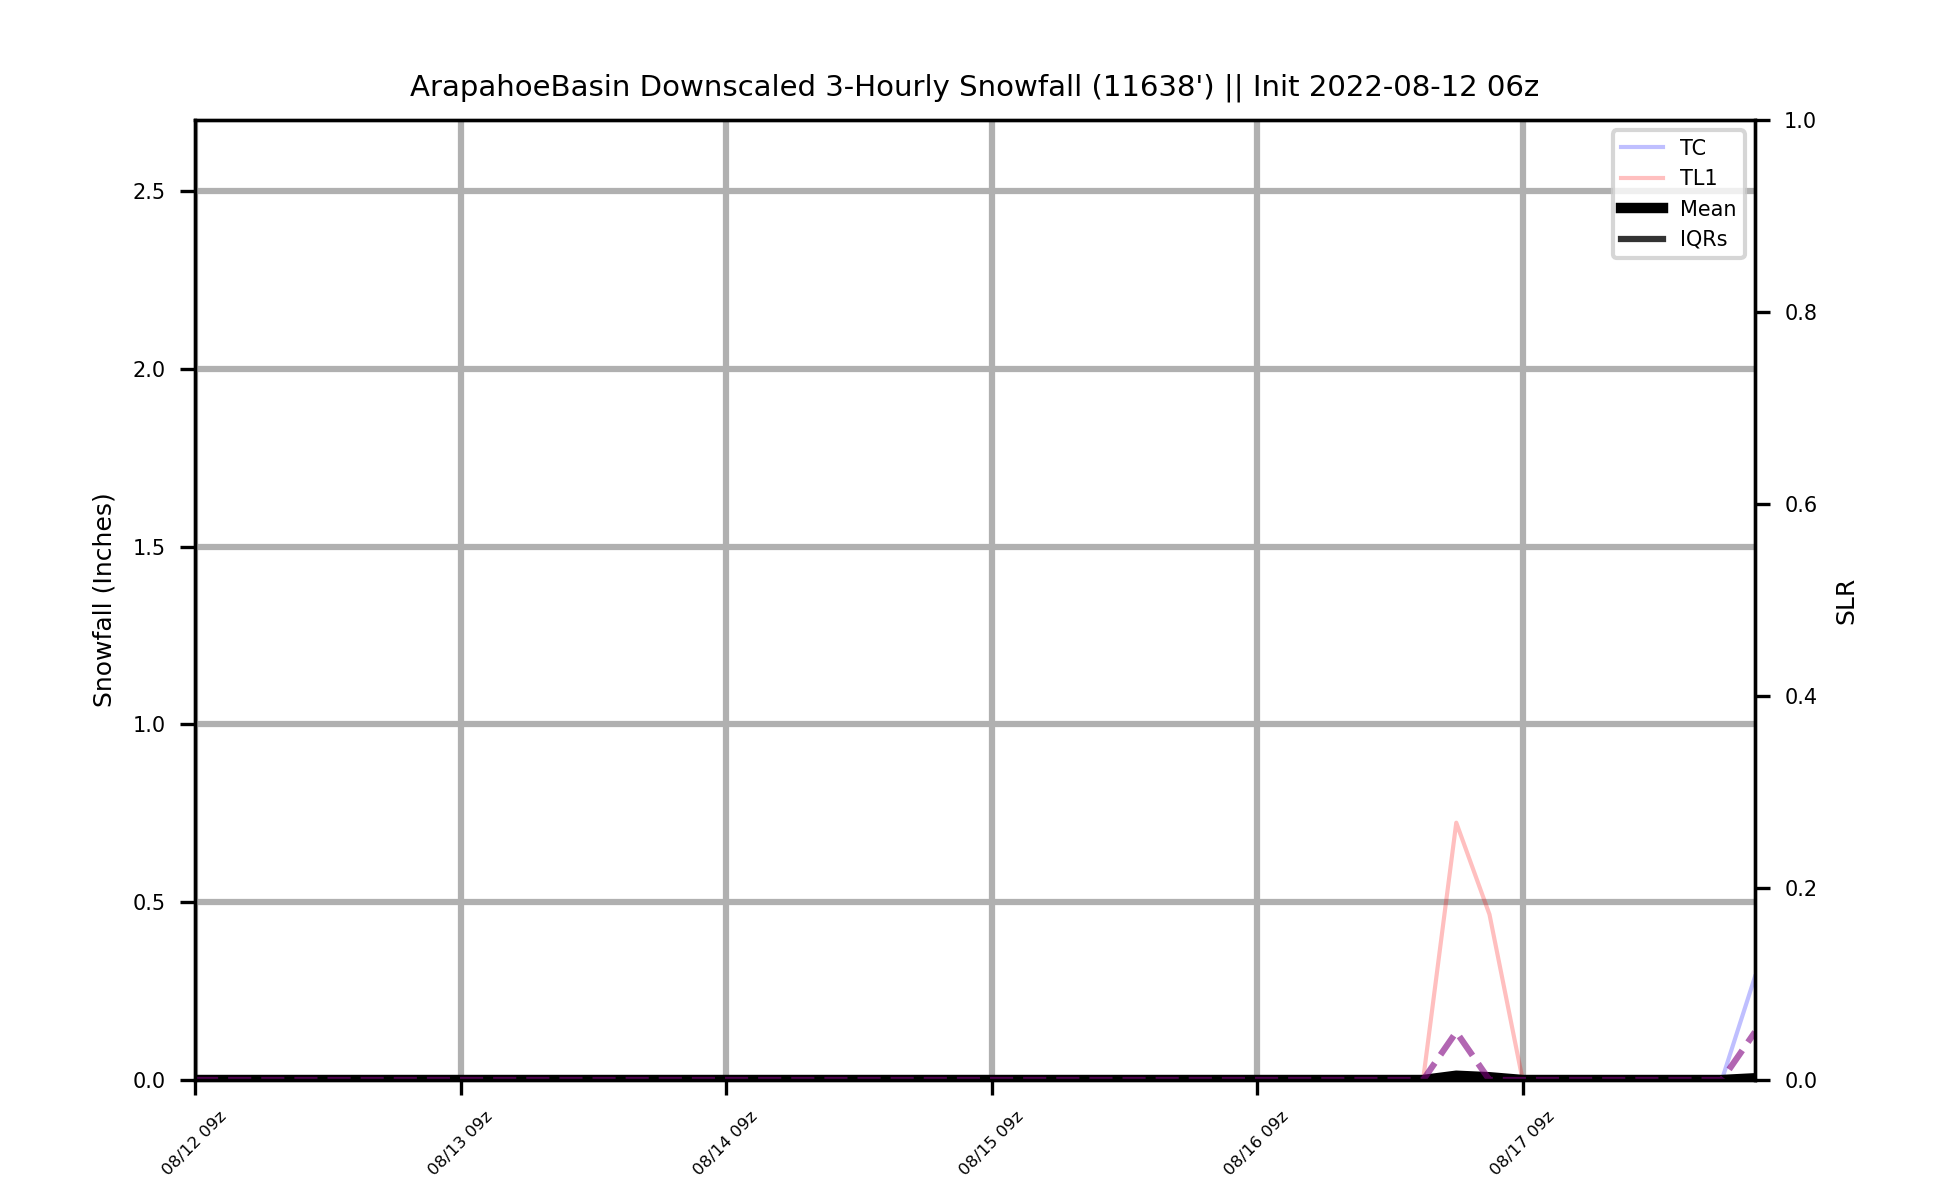 ArapahoeBasin Downscaled 3-Hourly Snowfall (11638') || Init 2022-08-12 06z
TC
TL1
Mean
IQRs
Snowfall (Inches)
2.5
2.0
1.5
1.0
0.5
0.0
1.0
0.8
0.6
0.4
0.2
0.0
SLR
08/12 09z
08/13 09z
08/14 09z
08/15 09z
08/16 09z
08/17 09z